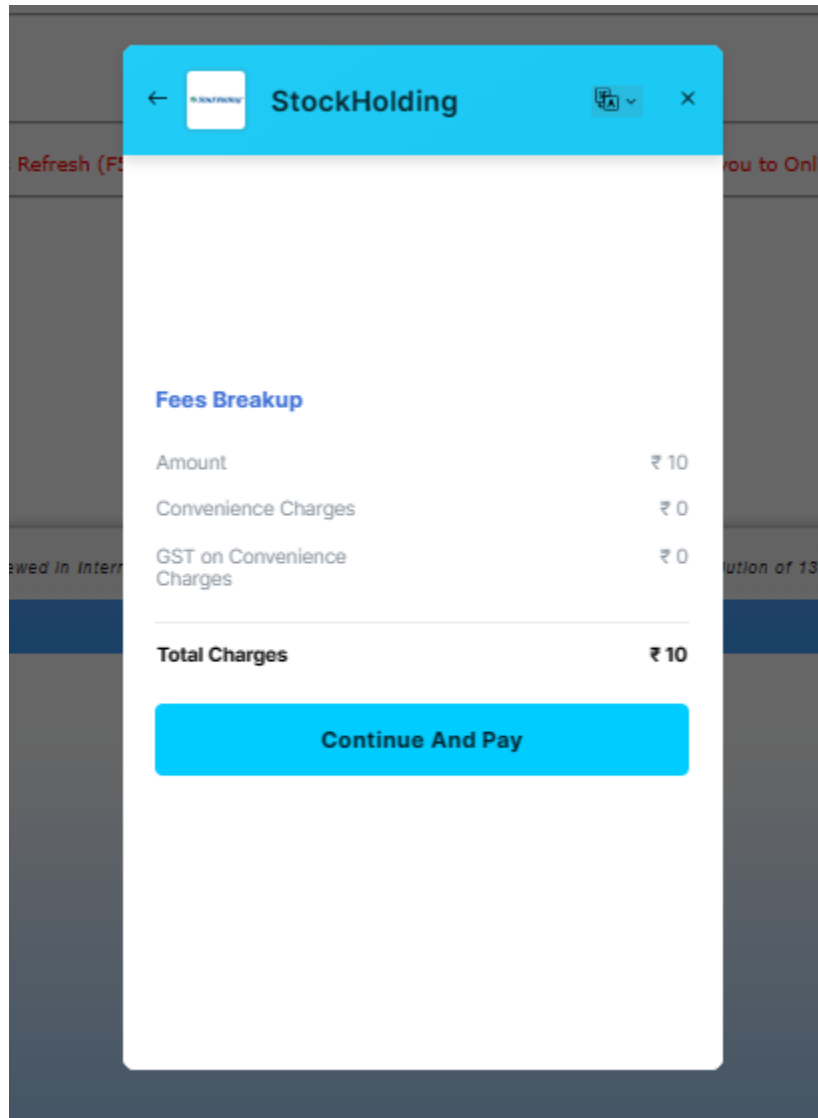 StockHolding
Refresh (F5
you to Onl
Fees Breakup
Amount ₹ 10
Convenience Charges ₹ 0
GST on Convenience ₹ 0
Charges
ewed in Intern
ution of 13
Total Charges ₹ 10
Continue And Pay